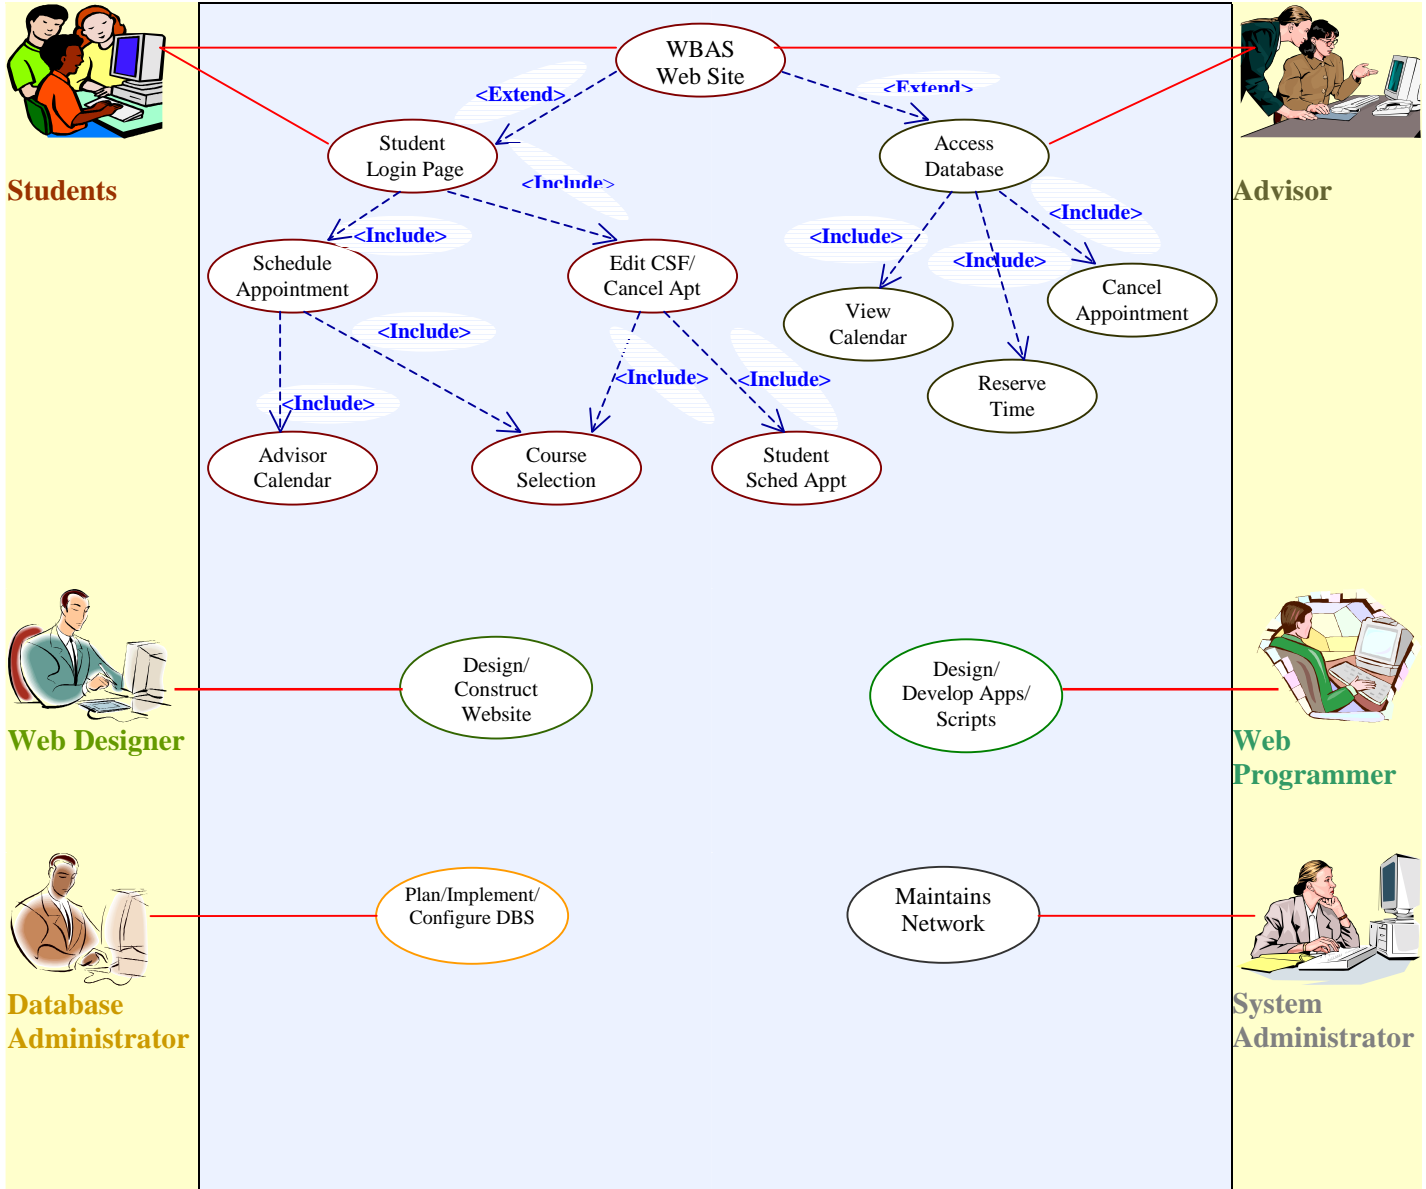 WBAS
Web Site
<Extend>
<Extend>
Student
Login Page
Access
Database
Students
<Include>
Advisor
<Include>
<Include>
<Include>
<Include>
Schedule
Appointment
Edit CSF/
Cancel Apt
View
Calendar
Cancel
Appointment
<Include>
<Include>
<Include>
<Include>
Reserve
Time
Advisor
Calendar
Course
Selection
Student
Sched Appt
Design/
Construct
Website
Design/
Develop Apps/
Scripts
Web Designer
Web
Programmer
Plan/Implement/
Configure DBS
Maintains
Network
Database
Administrator
System
Administrator